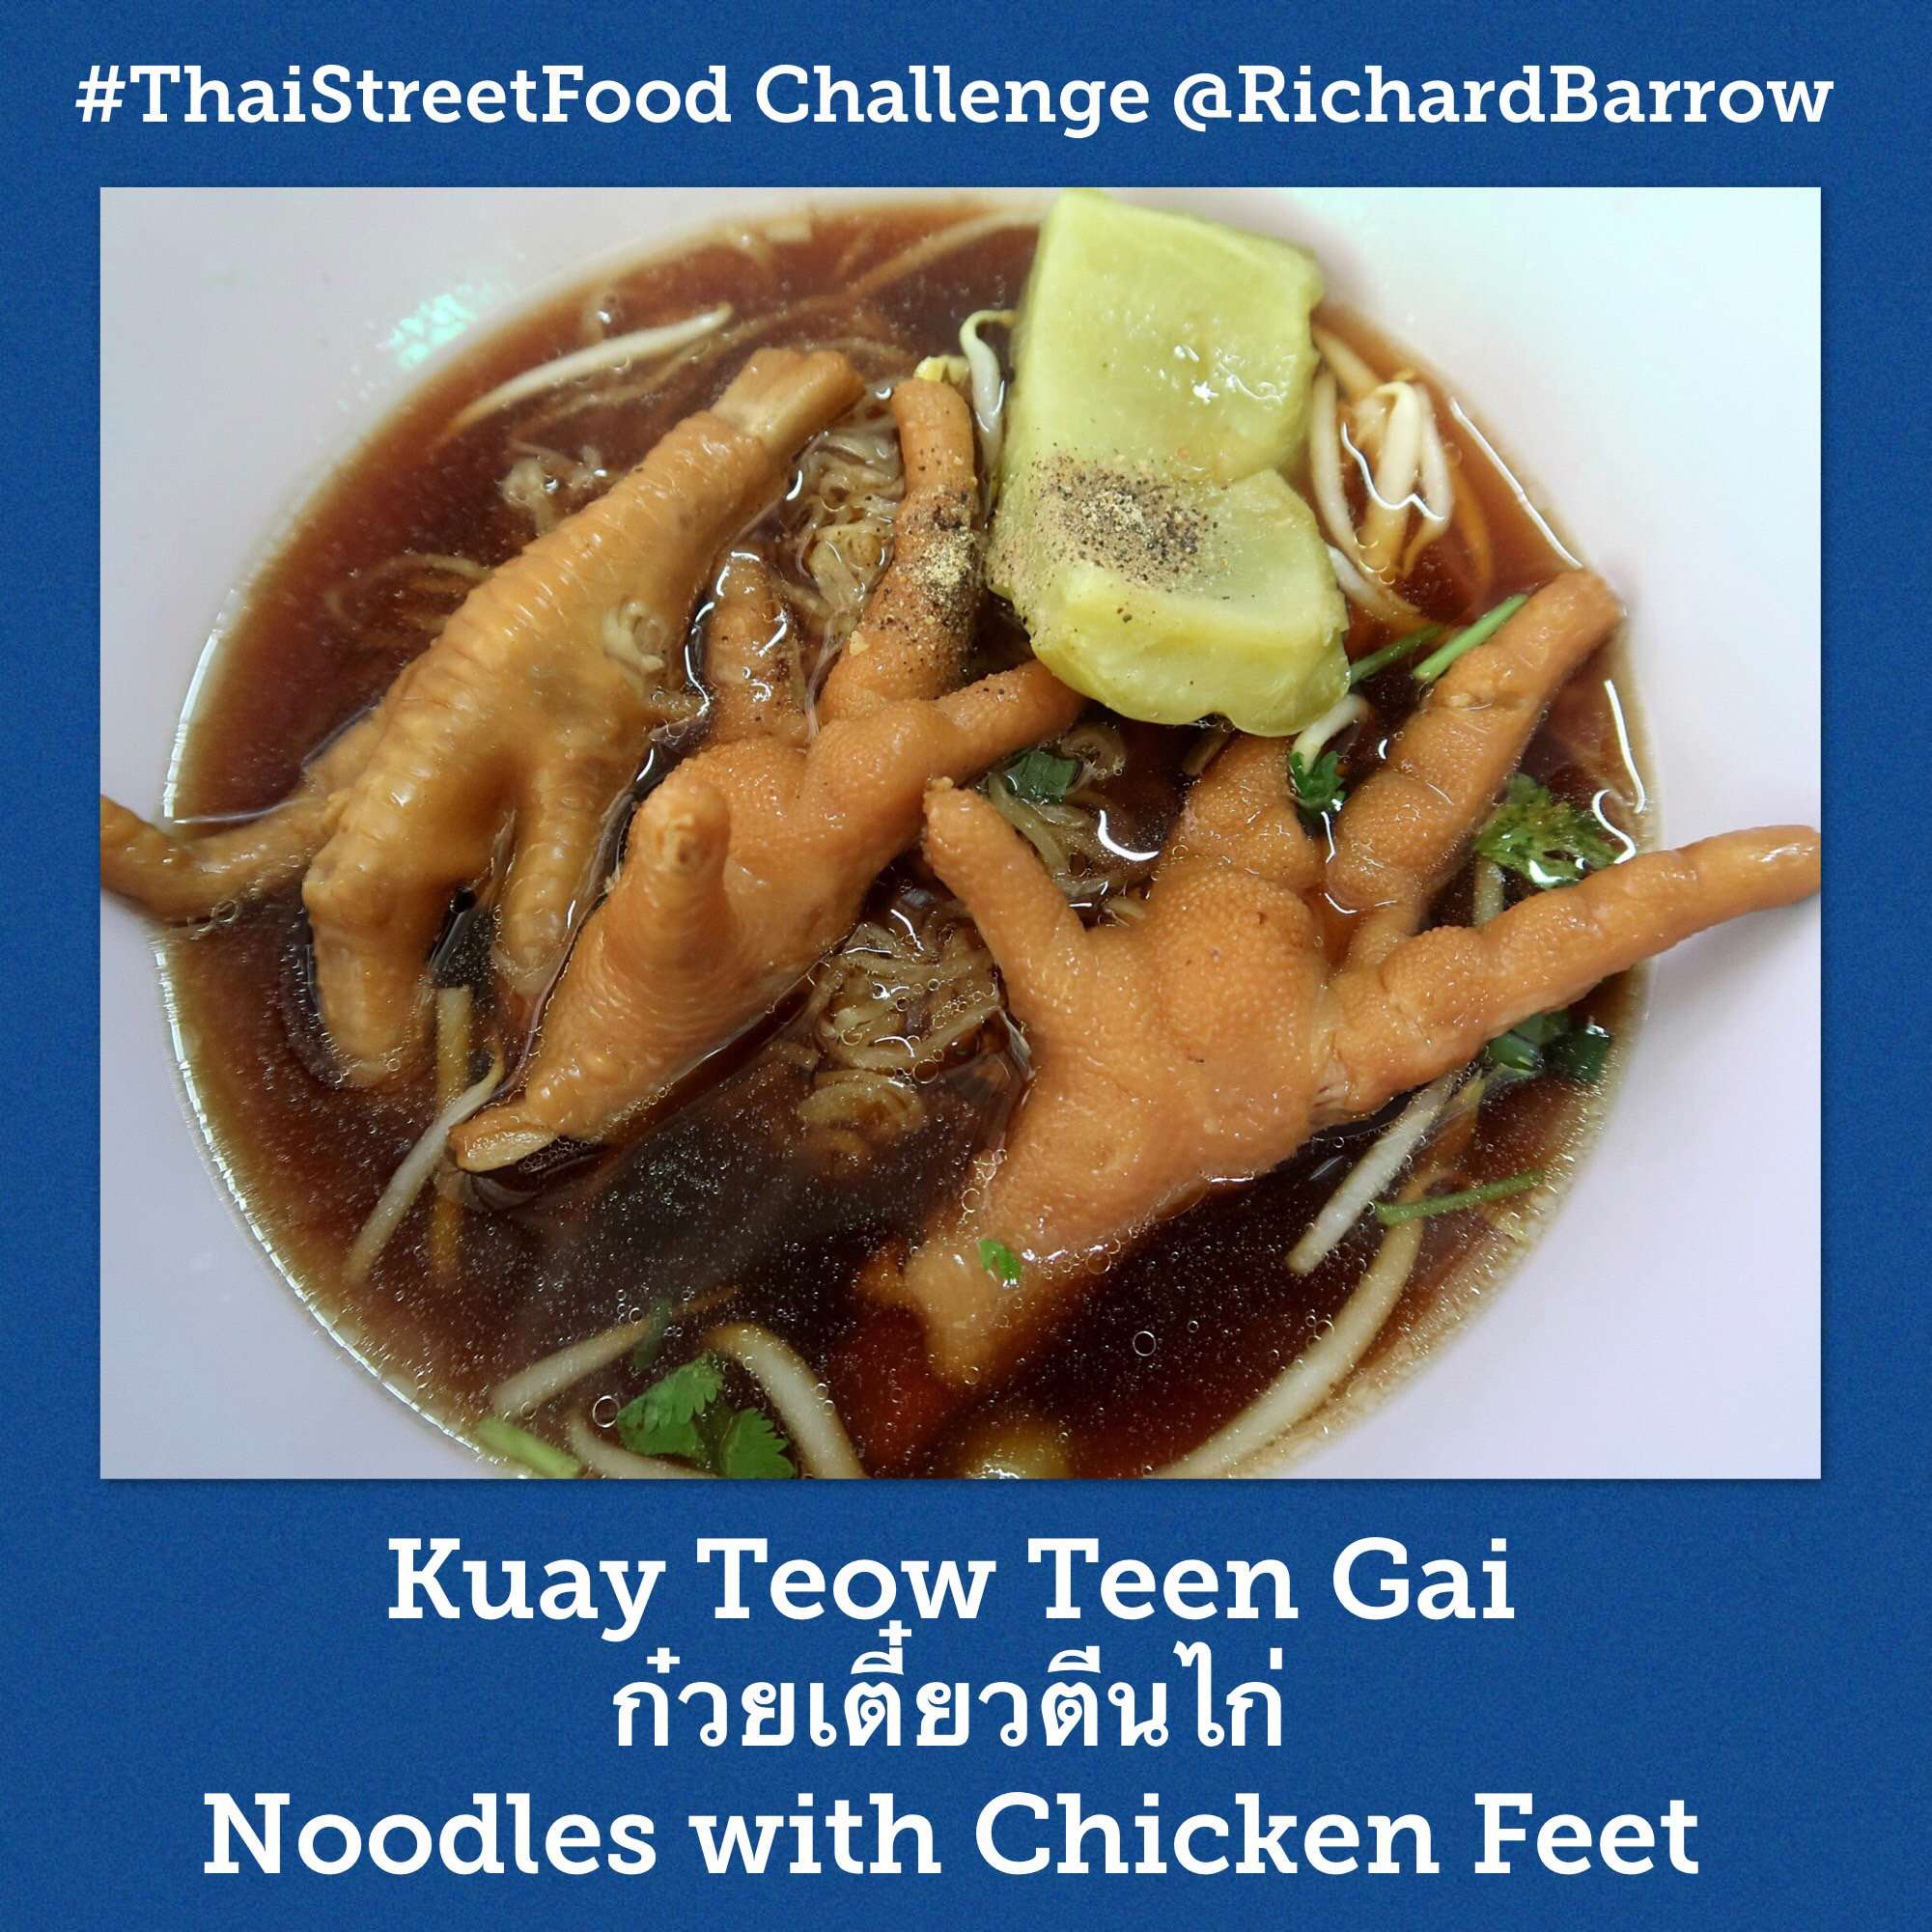 #ThaiStreetFood Challenge @RichardBarrow
Kuay Teow Teen Gai
ก๋วยเตี๋ยวตีนไก่
Noodles with Chicken Feet